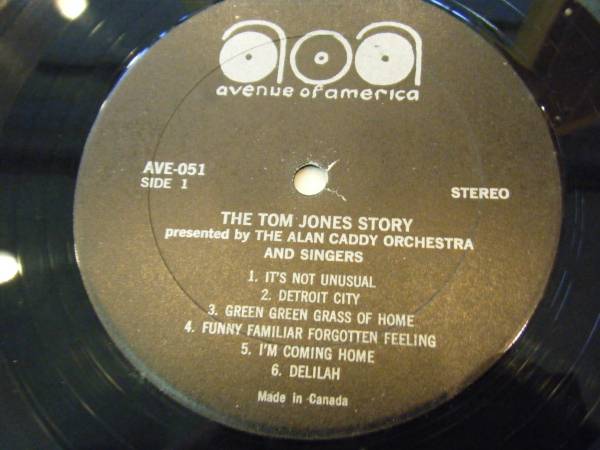 aoa
avenue of america
AVE-051
SIDE 1
STEREO
THE TOM JONES STORY
presented by THE ALAN CADDY ORCHESTRA
AND SINGERS
1. IT'S NOT UNUSUAL
2. DETROIT CITY
3. GREEN GREEN GRASS OF HOME
4. FUNNY FAMILIAR FORGOTTEN FEELING
5. I'M COMING HOME
6. DELILAH
Made in Canada